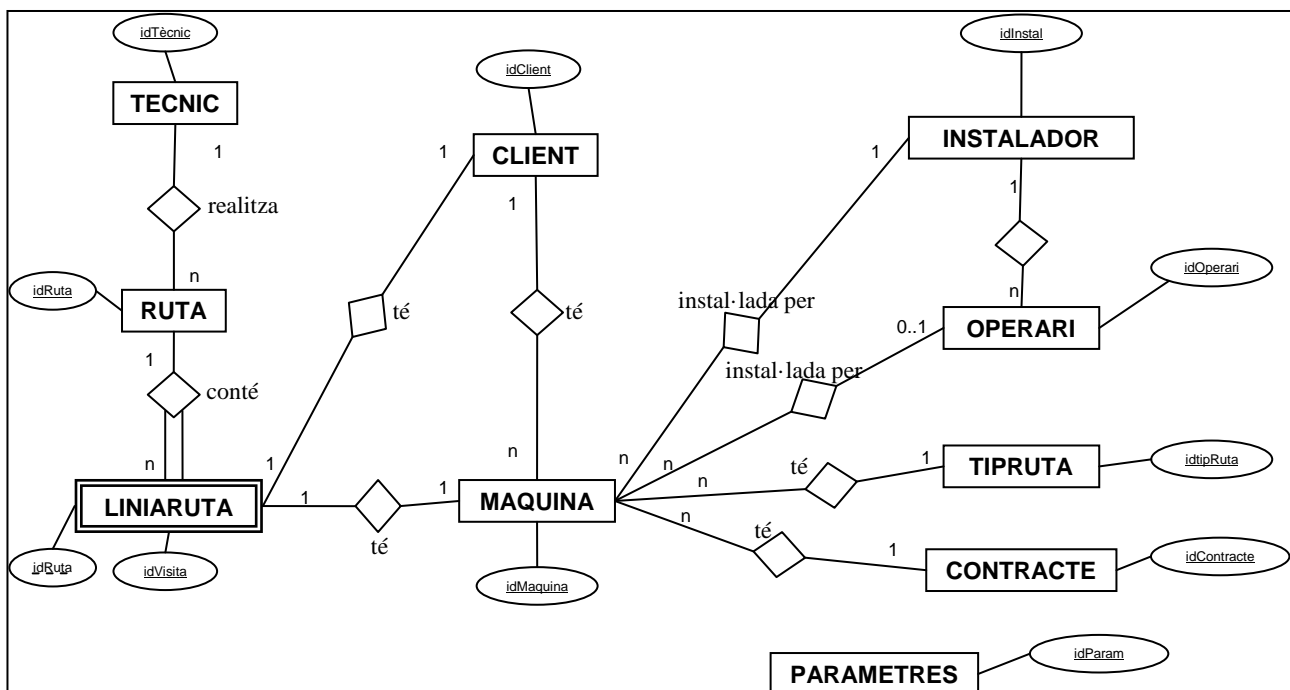 idTècnic
idInstal
idClient
TECNIC
INSTALADOR
CLIENT
1
1
1
1
1
realitza
n
idRuta
RUTA
idOperari
n
OPERARI
té
té
instal·lada per
0..1
1
instal·lada per
conté
n
1
n
n
n
té
1
TIPRUTA
idtipRuta
LINIARUTA
1
1
MAQUINA
n
n
té
té
1
CONTRACTE
idContracte
idRuta
idVisita
idMaquina
PARAMETRES
idParam